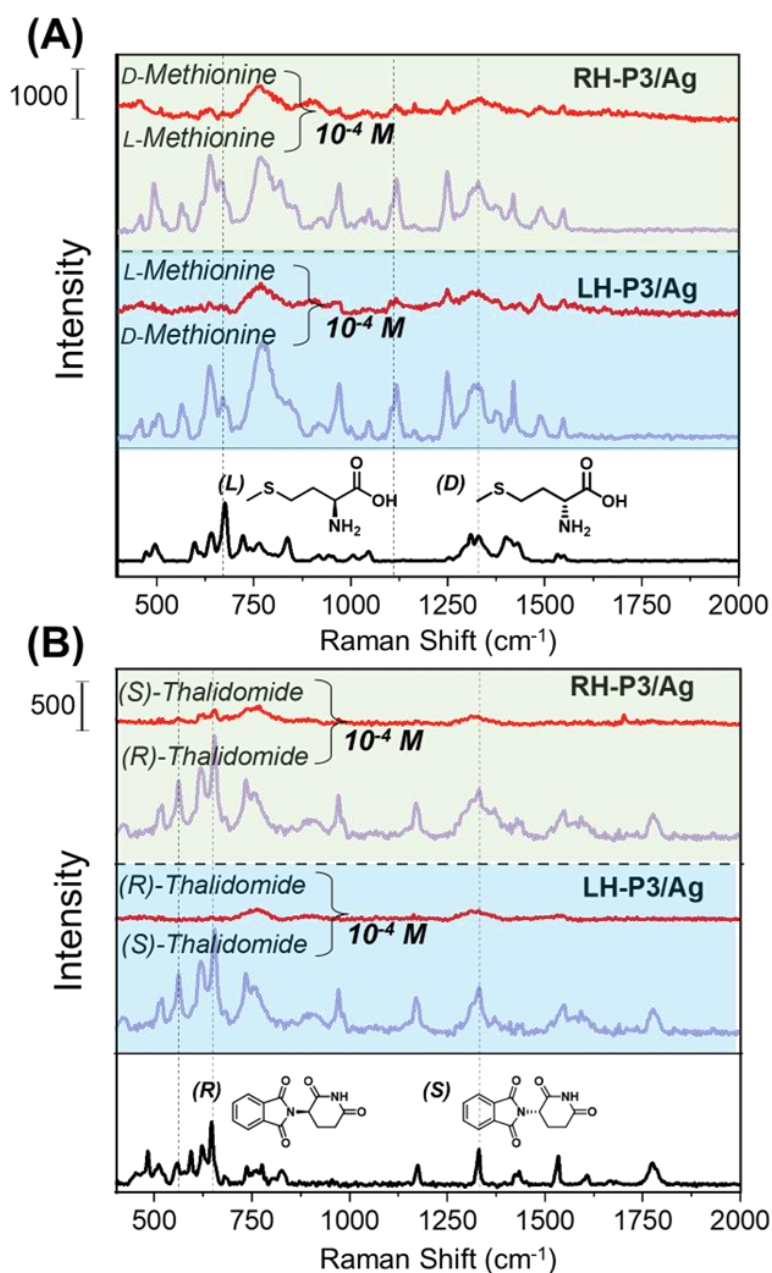 (A)
1000
D-Methionine
L-Methionine
10-4 M
RH-P3/Ag
L-Methionine
D-Methionine
10-4 M
LH-P3/Ag
Intensity
(L)
S
O
OH
NH2
(D)
S
O
OH
NH2
500
750
1000
1250
1500
1750
2000
Raman Shift (cm-1)
(B)
500
(S)-Thalidomide
(R)-Thalidomide
10-4 M
RH-P3/Ag
(R)-Thalidomide
(S)-Thalidomide
10-4 M
LH-P3/Ag
Intensity
(R)
O
O
NH
N
O
O
(S)
O
O
NH
N
O
O
500
750
1000
1250
1500
1750
2000
Raman Shift (cm-1)